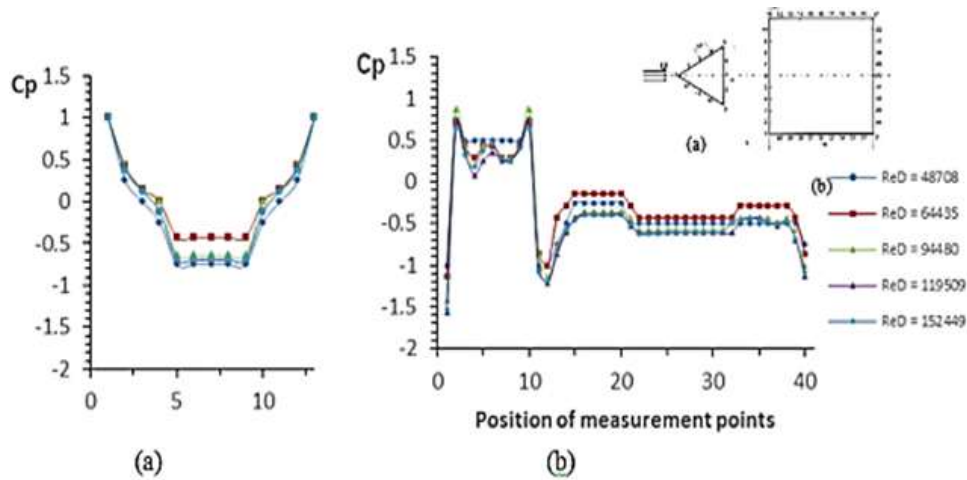 Cp
1.5
1
0.5
0
-0.5
-1
-1.5
-2
0
5
10
(a)
Cp
1.5
1
0.5
0
-0.5
-1
-1.5
-2
0
10
20
30
40
Position of measurement points
(b)
U
(a)
(b)
ReD = 48708
ReD = 64435
ReD = 94480
ReD = 119509
ReD = 152449